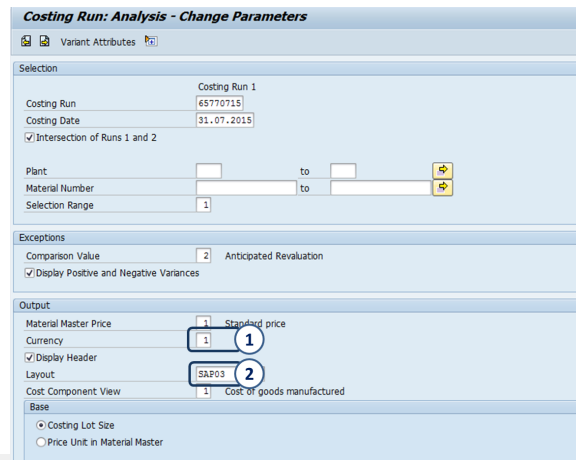 Costing Run: Analysis - Change Parameters
Variant Attributes
Selection
Costing Run 1
Costing Run 65770715
Costing Date 31.07.2015
Intersection of Runs 1 and 2
Plant to
Material Number to
Selection Range 1
Exceptions
Comparison Value 2 Anticipated Revaluation
Display Positive and Negative Variances
Output
Material Master Price 1 Standard price
Currency 1 1
Display Header
Layout SAP03 2
Cost Component View 1 Cost of goods manufactured
Base
Costing Lot Size
Price Unit in Material Master